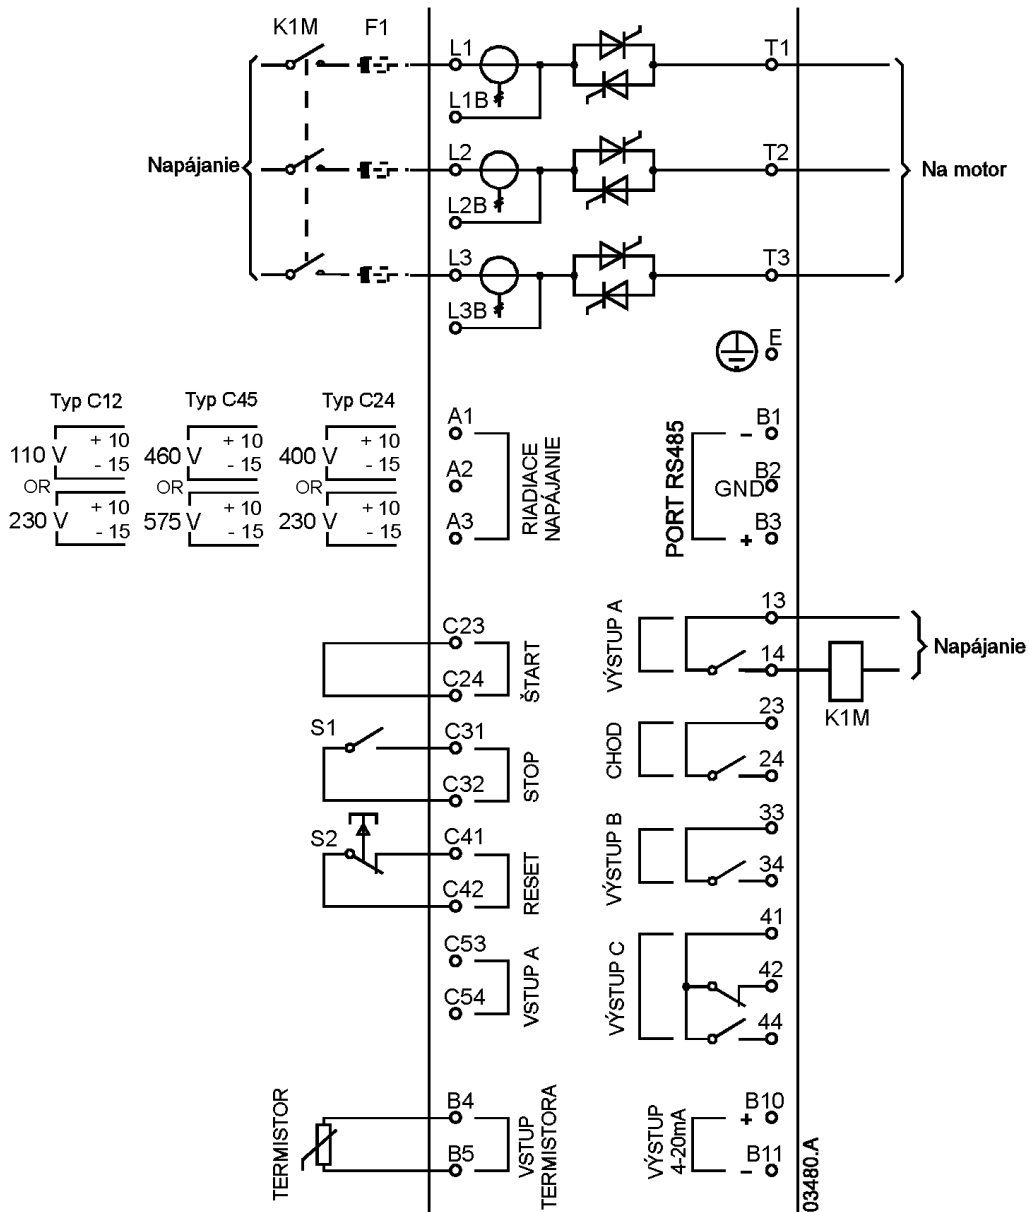 K1M
F1
L1
T1
L1B
L2
T2
Napájanie
Na motor
L2B
L3
T3
L3B
E
Typ C12
Typ C45
Typ C24
110 V + 10 - 15
OR
230 V + 10 - 15
460 V + 10 - 15
OR
575 V + 10 - 15
400 V + 10 - 15
OR
230 V + 10 - 15
A1
A2
A3
RIADIACE
NAPÁJANIE
PORT RS485
- B1
B2
GND
+ B3
C23
C24
ŠTART
S1
C31
C32
STOP
S2
C41
C42
RESET
C53
C54
VSTUP A
VÝSTUP A
13
14
Napájanie
K1M
CHOD
23
24
VÝSTUP B
33
34
VÝSTUP C
41
42
44
TERMISTOR
B4
B5
VSTUP
TERMISTORA
VÝSTUP
4-20mA
B10
+
B11
-
03480.A